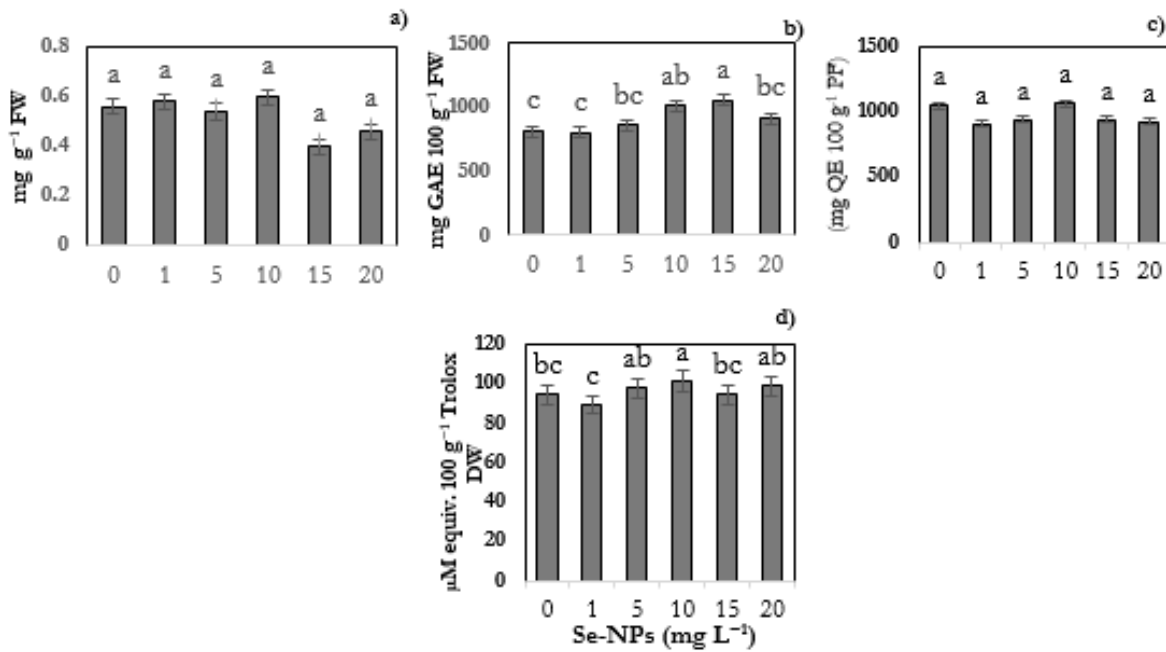 a)
mg g⁻¹ FW
0.8
0.6
0.4
0.2
0
a a a a a a
0 1 5 10 15 20
b)
mg GAE 100 g⁻¹ FW
1500
1000
500
0
c c bc ab a bc
0 1 5 10 15 20
c)
(mg QE 100 g⁻¹ PF)
1500
1000
500
0
a a a a a a
0 1 5 10 15 20
d)
µM equiv. 100 g⁻¹ Trolox
DW
120
100
80
60
40
20
0
bc c ab a bc ab
0 1 5 10 15 20
Se-NPs (mg L⁻¹)